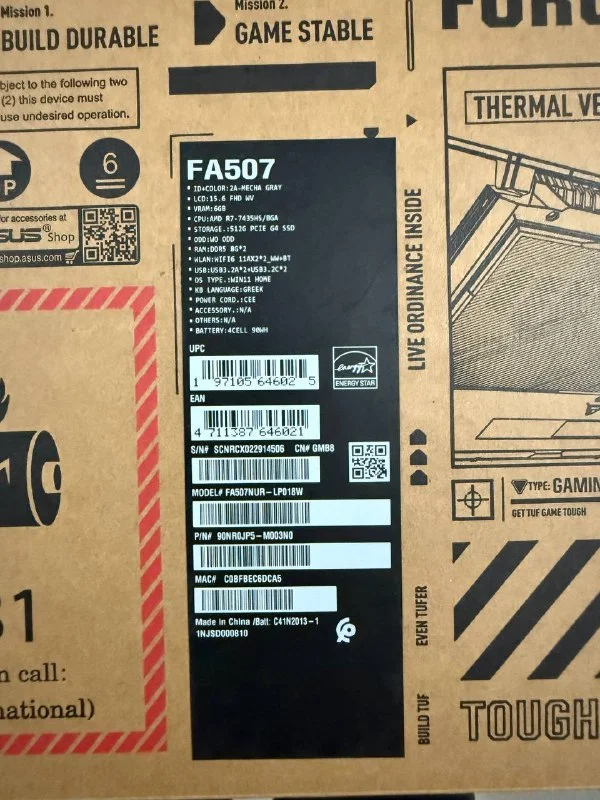 Mission 1.
BUILD DURABLE
Mission 2.
GAME STABLE
bject to the following two
(2) this device must
use undesired operation.
P
6
for accessories at
SUS® Shop
shop.asus.com
FA507
• ID+COLOR:2A-MECHA GRAY
• LCD:15.6 FHD WV
• VRAM:6GB
• CPU:AMD R7-7435HS/BGA
• STORAGE.:512G PCIE G4 SSD
• ODD:WO ODD
• RAM:DDR5 8G*2
• WLAN:WIFI6 11AX2*2_WW+BT
• USB:USB3.2A*2+USB3.2C*2
• OS TYPE.:WIN11 HOME
• KB LANGUAGE:GREEK
• POWER CORD.:CEE
• ACCESSORY.:N/A
• OTHERS:N/A
• BATTERY:4CELL 90WH
UPC
1 97105 64602 5
energy
ENERGY STAR
EAN
4 711387 646021
S/N# SCNRCX022914506 CN# GMB8
MODEL# FA507NUR-LP018W
P/N# 90NR0JP5-M003N0
MAC# C0BFBEC6DCA5
Made in China /Batt: C41N2013-1
1NJSD000810
31
n call:
national)
LIVE ORDINANCE INSIDE
EVEN TUFER
BUILD TUF
THERMAL VE
TYPE: GAMIN
GET TUF GAME TOUGH
TOUGH